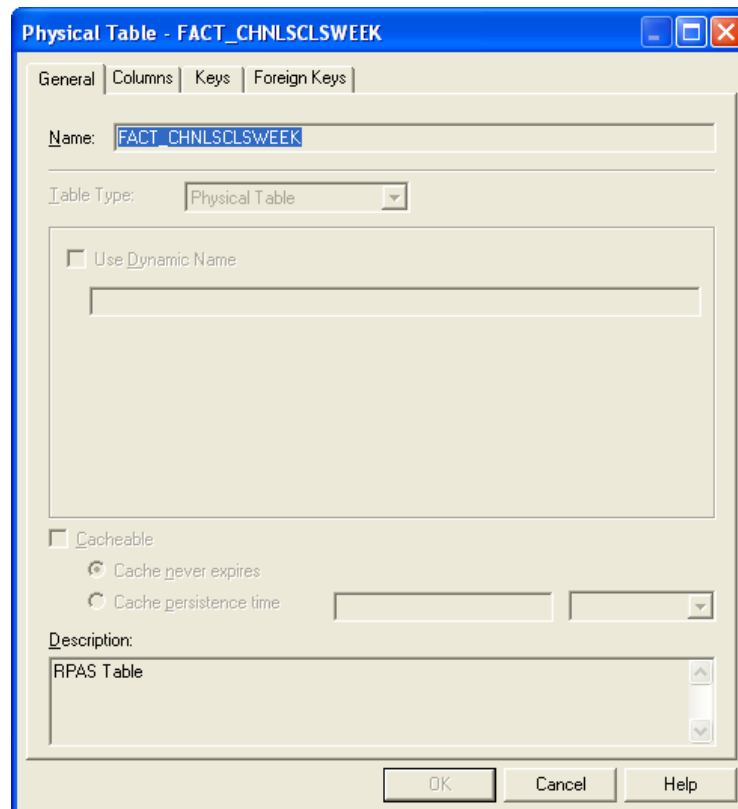 Physical Table - FACT_CHNLSCLSWEEK
General Columns Keys Foreign Keys
Name: FACT_CHNLSCLSWEEK
Table Type: Physical Table
Use Dynamic Name
Cacheable
Cache never expires
Cache persistence time
Description:
RPAS Table
OK Cancel Help